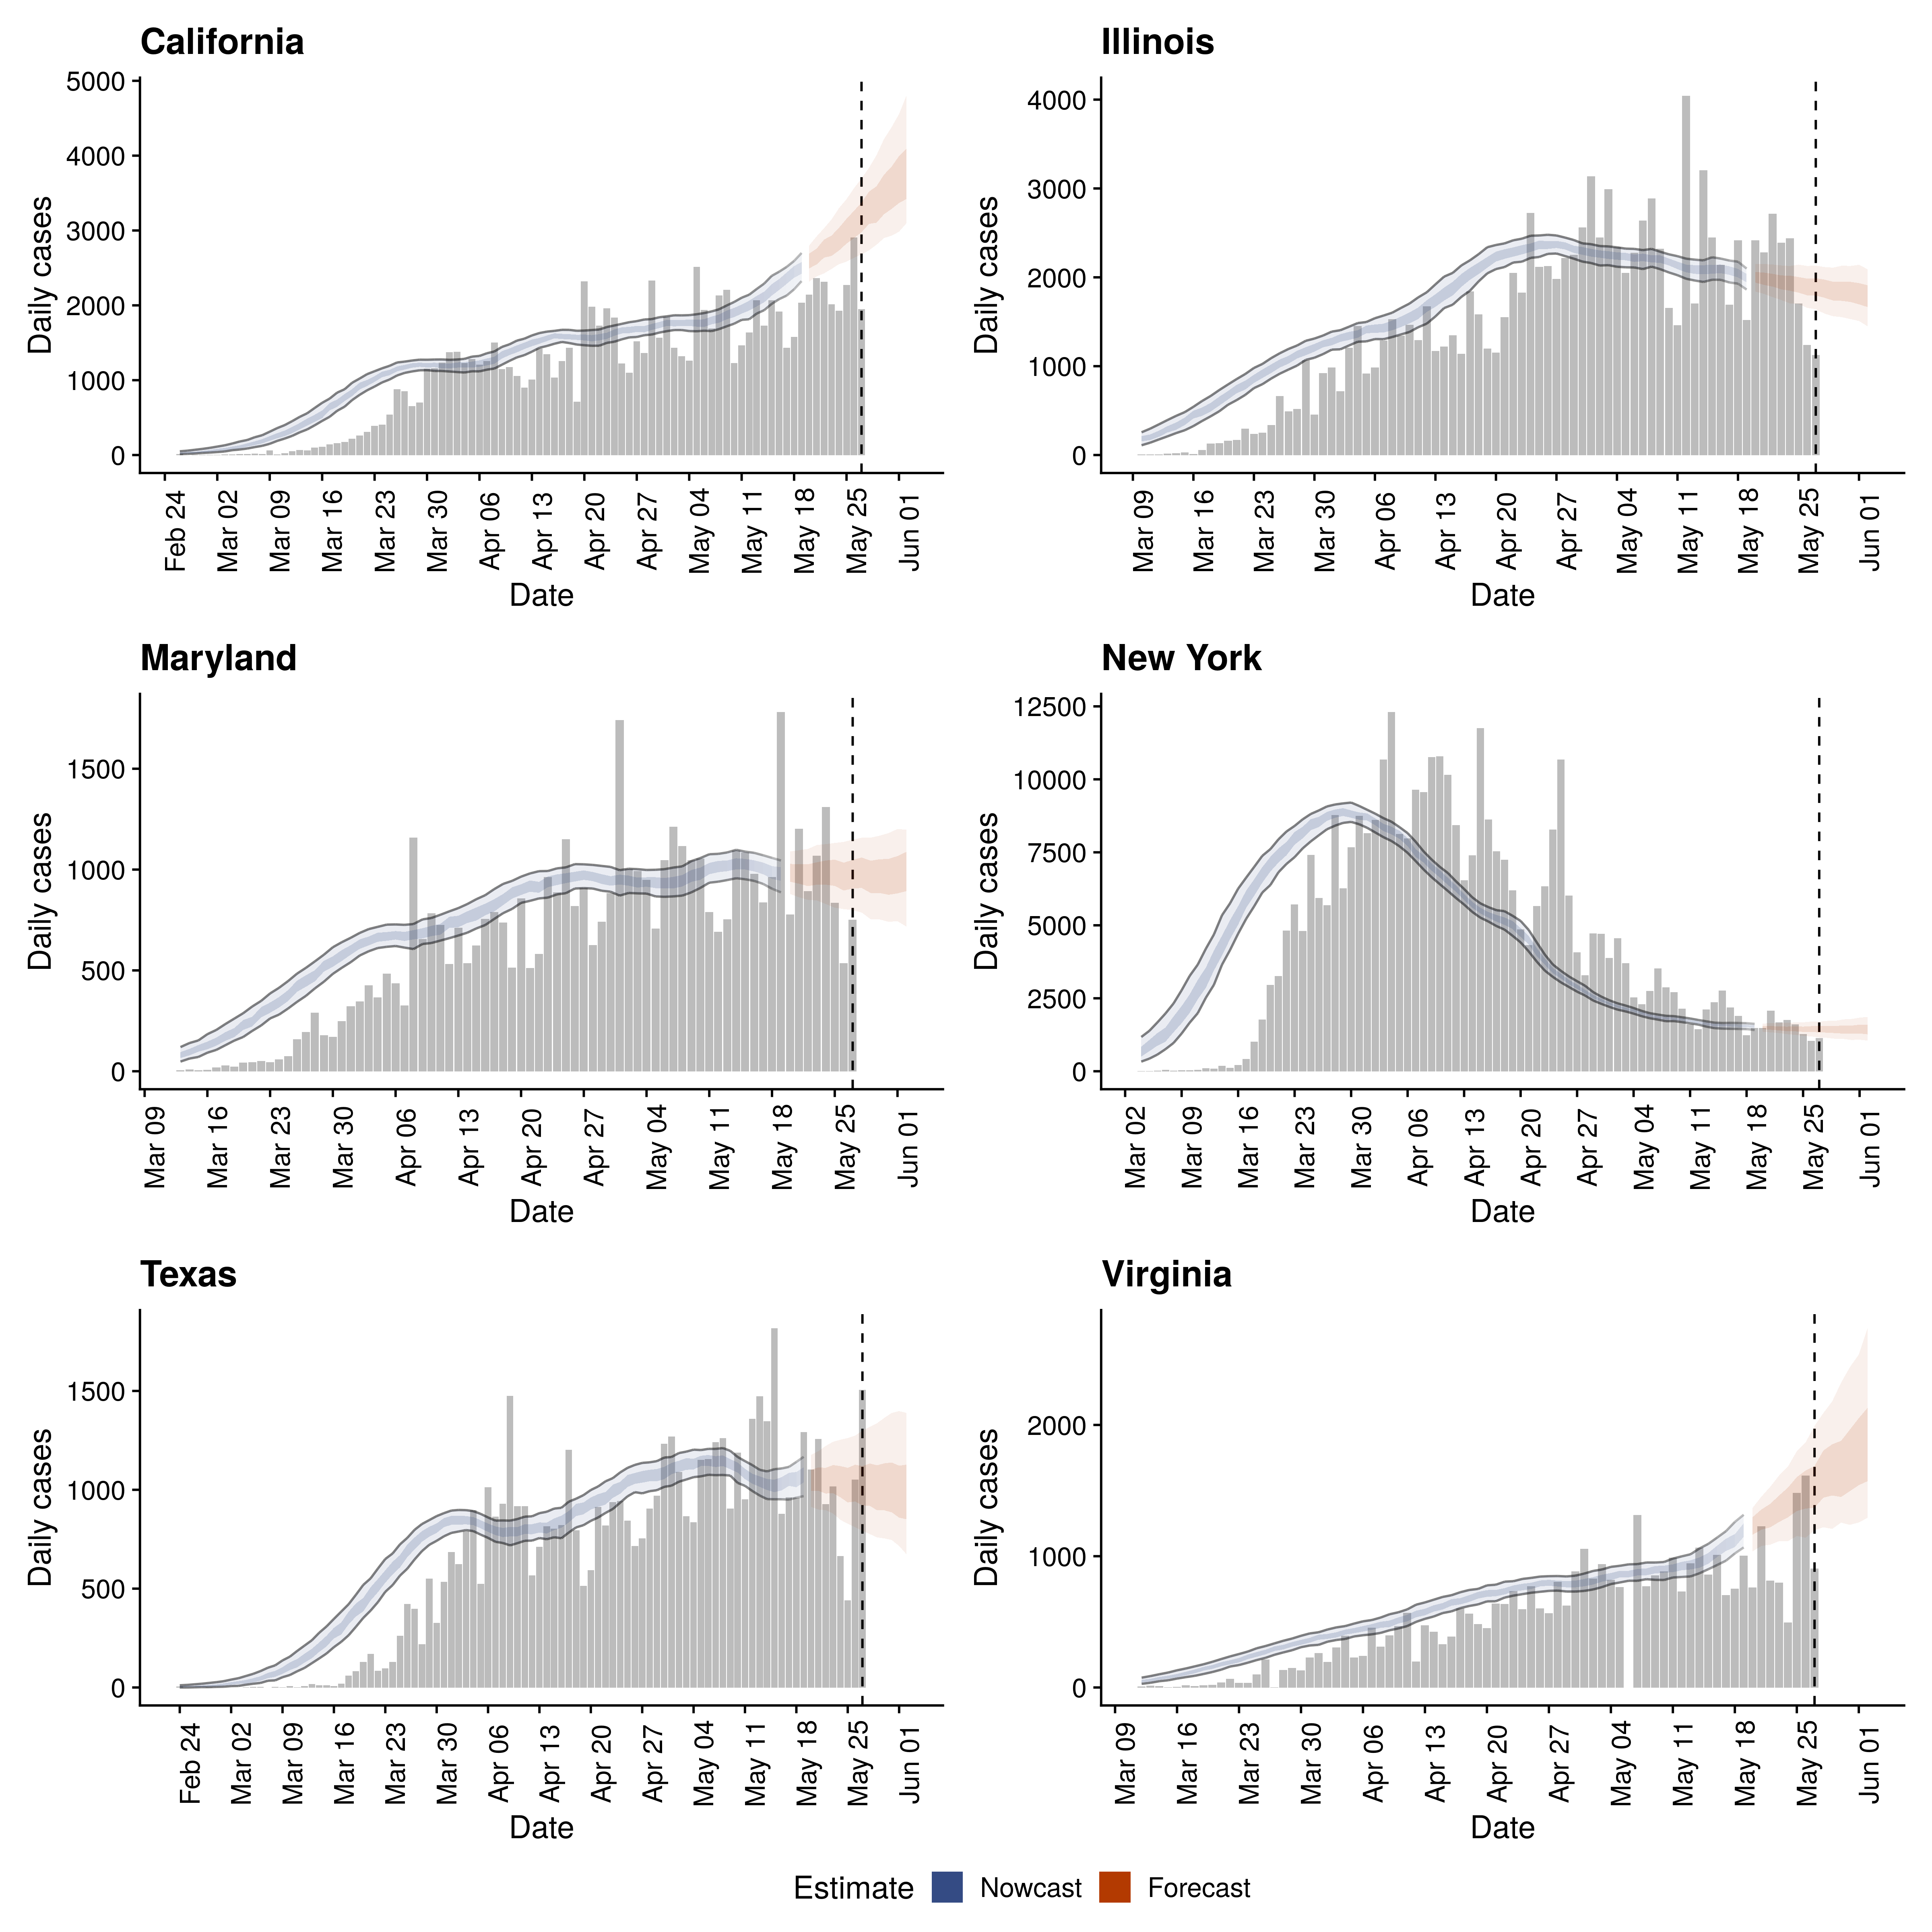 California
Daily cases
5000
4000
3000
2000
1000
0
Feb 24
Mar 02
Mar 09
Mar 16
Mar 23
Mar 30
Apr 06
Apr 13
Apr 20
Apr 27
May 04
May 11
May 18
May 25
Jun 01
Date
Illinois
Daily cases
4000
3000
2000
1000
0
Mar 09
Mar 16
Mar 23
Mar 30
Apr 06
Apr 13
Apr 20
Apr 27
May 04
May 11
May 18
May 25
Jun 01
Date
Maryland
Daily cases
1500
1000
500
0
Mar 09
Mar 16
Mar 23
Mar 30
Apr 06
Apr 13
Apr 20
Apr 27
May 04
May 11
May 18
May 25
Jun 01
Date
New York
Daily cases
12500
10000
7500
5000
2500
0
Mar 02
Mar 09
Mar 16
Mar 23
Mar 30
Apr 06
Apr 13
Apr 20
Apr 27
May 04
May 11
May 18
May 25
Jun 01
Date
Texas
Daily cases
1500
1000
500
0
Feb 24
Mar 02
Mar 09
Mar 16
Mar 23
Mar 30
Apr 06
Apr 13
Apr 20
Apr 27
May 04
May 11
May 18
May 25
Jun 01
Date
Virginia
Daily cases
2000
1000
0
Mar 09
Mar 16
Mar 23
Mar 30
Apr 06
Apr 13
Apr 20
Apr 27
May 04
May 11
May 18
May 25
Jun 01
Date
Estimate Nowcast Forecast